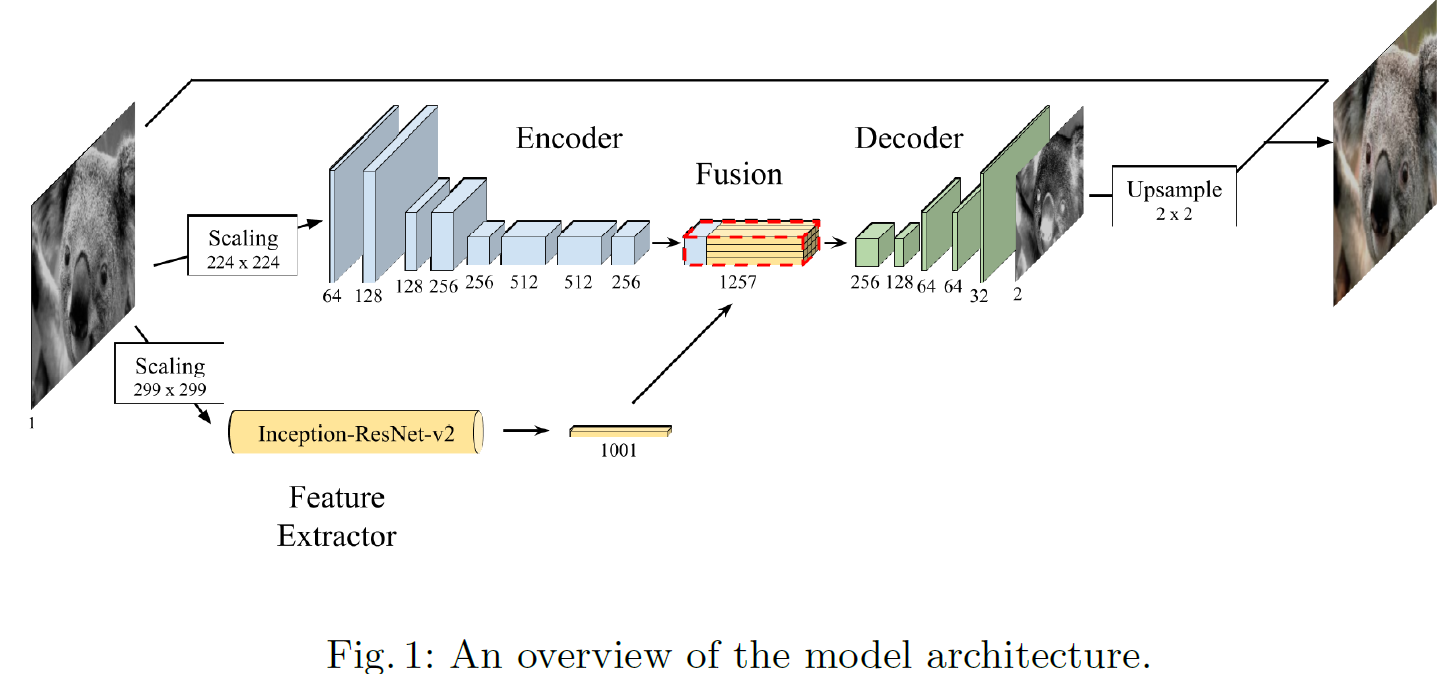 Encoder
Decoder
Fusion
Scaling
224 x 224
Upsample
2 x 2
64 128 128 256 256 512 512 256
1257
256 128 64 64 32 2
Scaling
299 x 299
1
Inception-ResNet-v2
1001
Feature
Extractor
Fig. 1: An overview of the model architecture.